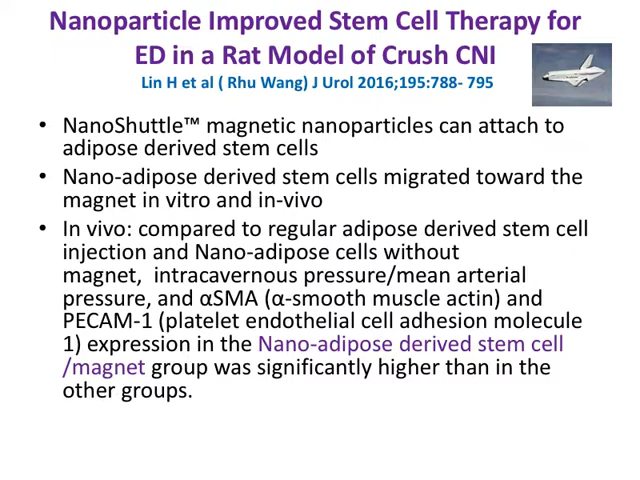 Nanoparticle Improved Stem Cell Therapy for
ED in a Rat Model of Crush CNI
Lin H et al ( Rhu Wang) J Urol 2016;195:788- 795
• NanoShuttle™ magnetic nanoparticles can attach to
adipose derived stem cells
• Nano-adipose derived stem cells migrated toward the
magnet in vitro and in-vivo
• In vivo: compared to regular adipose derived stem cell
injection and Nano-adipose cells without
magnet, intracavernous pressure/mean arterial
pressure, and αSMA (α-smooth muscle actin) and
PECAM-1 (platelet endothelial cell adhesion molecule
1) expression in the Nano-adipose derived stem cell
/magnet group was significantly higher than in the
other groups.